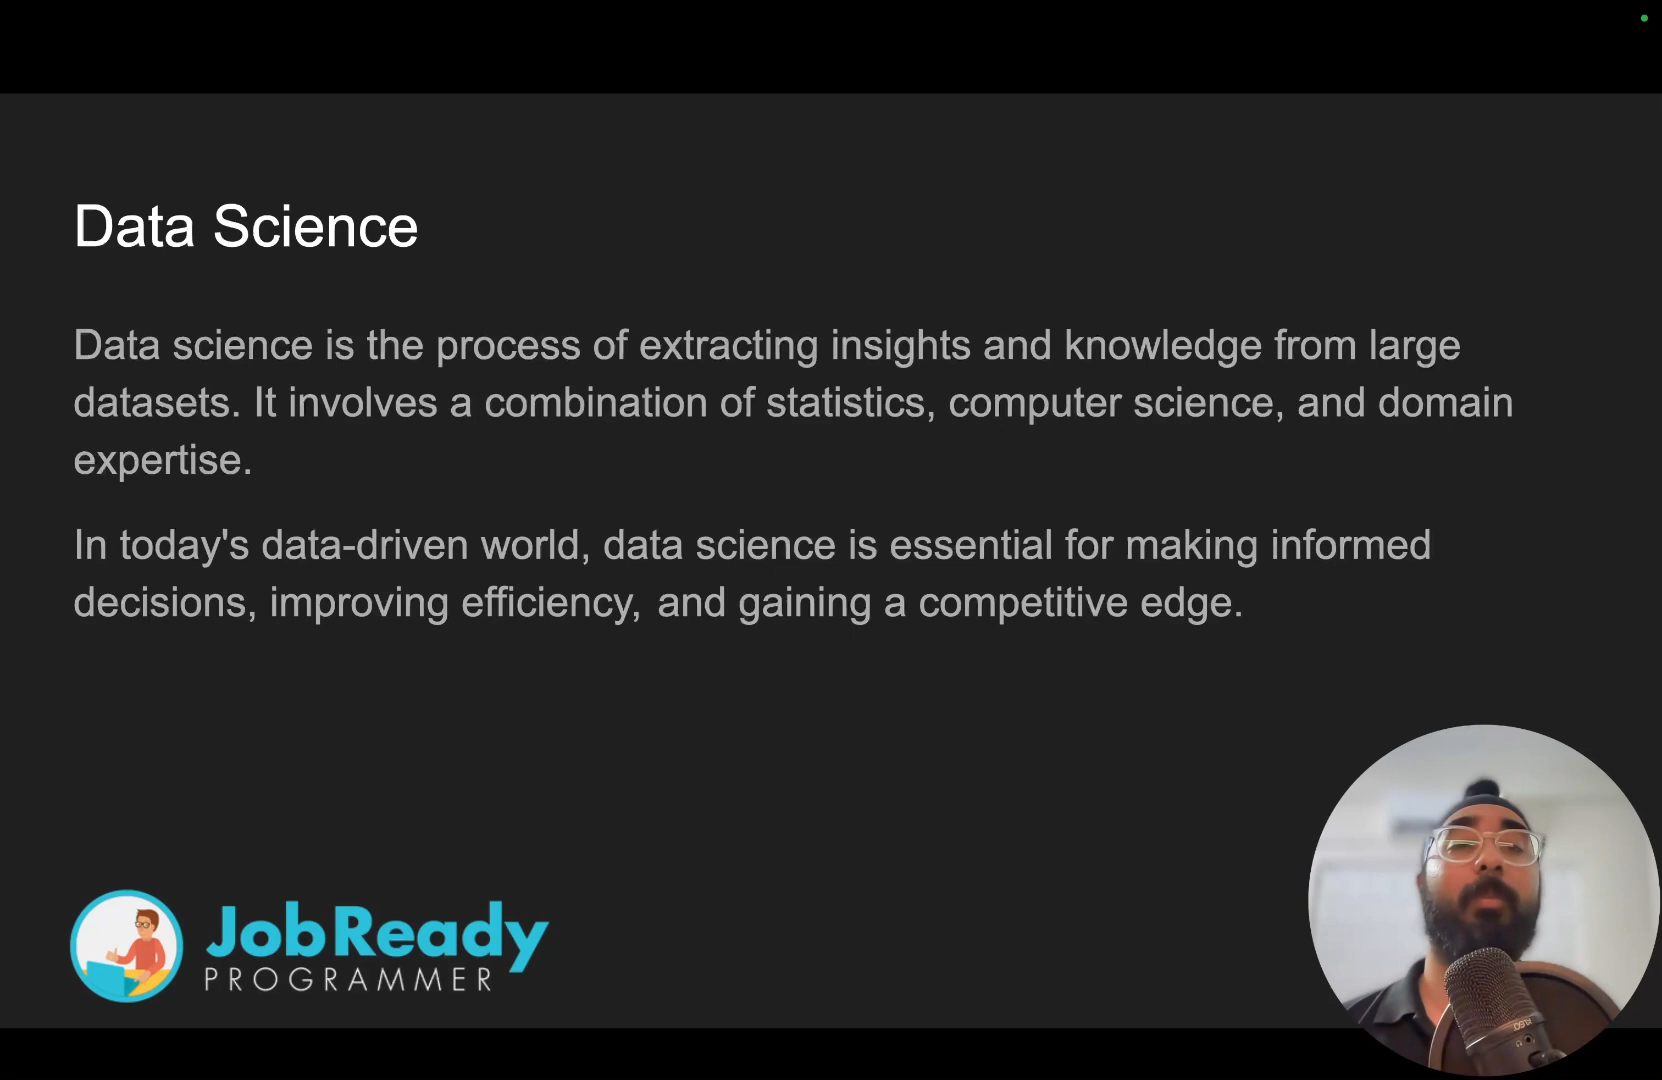 Data Science
Data science is the process of extracting insights and knowledge from large
datasets. It involves a combination of statistics, computer science, and domain
expertise.
In today's data-driven world, data science is essential for making informed
decisions, improving efficiency, and gaining a competitive edge.
JobReady
PROGRAMMER